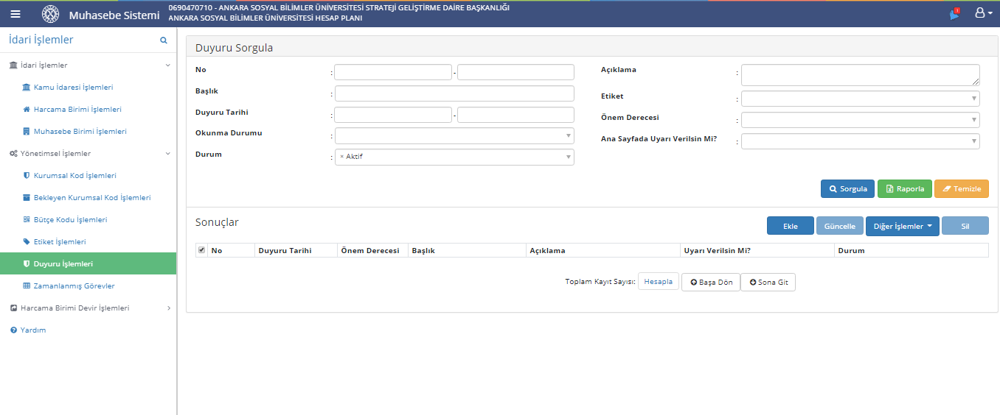 Muhasebe Sistemi
0690470710 - ANKARA SOSYAL BİLİMLER ÜNİVERSİTESİ STRATEJİ GELİŞTİRME DAİRE BAŞKANLIĞI
ANKARA SOSYAL BİLİMLER ÜNİVERSİTESİ HESAP PLANI
İdari İşlemler
İdari İşlemler
Kamu İdaresi İşlemleri
Harcama Birimi İşlemleri
Muhasebe Birimi İşlemleri
Yönetimsel İşlemler
Kurumsal Kod İşlemleri
Bekleyen Kurumsal Kod İşlemleri
Bütçe Kodu İşlemleri
Etiket İşlemleri
Duyuru İşlemleri
Zamanlanmış Görevler
Harcama Birimi Devir İşlemleri
Yardım
Duyuru Sorgula
No : -
Başlık :
Duyuru Tarihi : -
Okunma Durumu :
Durum : × Aktif
Açıklama :
Etiket :
Önem Derecesi :
Ana Sayfada Uyarı Verilsin Mi? :
Sorgula Raporla Temizle
Sonuçlar
Ekle Güncelle Diğer İşlemler Sil
No Duyuru Tarihi Önem Derecesi Başlık Açıklama Uyarı Verilsin Mi? Durum
Toplam Kayıt Sayısı: Hesapla Başa Dön Sona Git